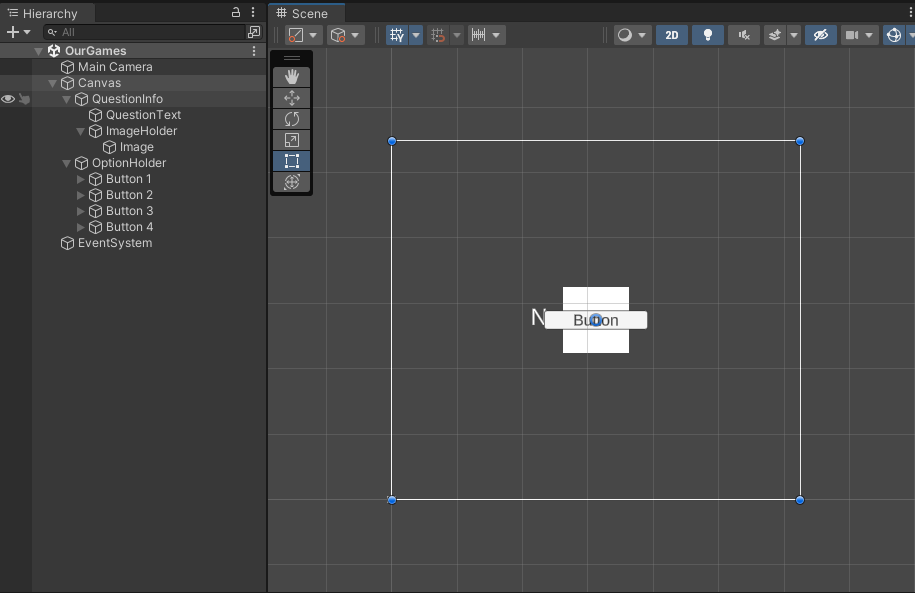 Hierarchy
All
OurGames
Main Camera
Canvas
QuestionInfo
QuestionText
ImageHolder
Image
OptionHolder
Button 1
Button 2
Button 3
Button 4
EventSystem
Scene
2D
N
Button